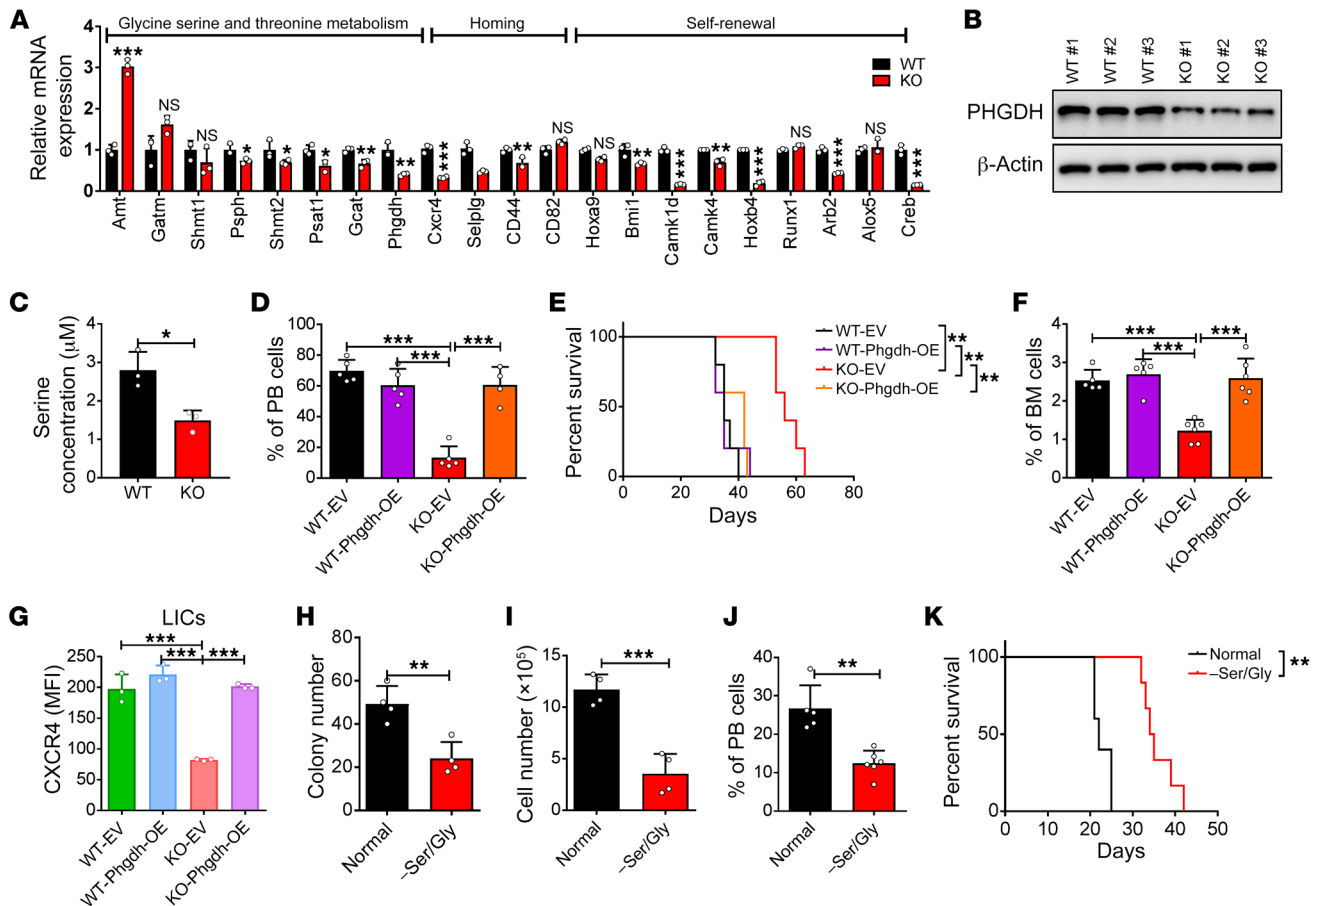 A
Glycine serine and threonine metabolism
Homing
Self-renewal
Relative mRNA
expression
4
3
2
1
0
WT
KO
***
NS
NS
*
*
*
**
**
***
**
NS
NS
**
***
**
***
NS
***
NS
***
Amt
Gatm
Shmt1
Psph
Shmt2
Psat1
Gcat
Phgdh
Cxcr4
Selplg
CD44
CD82
Hoxa9
Bmi1
Camk1d
Camk4
Hoxb4
Runx1
Arb2
Alox5
Creb
B
WT #1
WT #2
WT #3
KO #1
KO #2
KO #3
PHGDH
β-Actin
C
Serine
concentration (μM)
4
3
2
1
0
*
WT
KO
D
% of PB cells
100
80
60
40
20
0
***
***
***
WT-EV
WT-Phgdh-OE
KO-EV
KO-Phgdh-OE
E
Percent survival
100
50
0
0
20
40
60
80
Days
WT-EV
WT-Phgdh-OE
KO-EV
KO-Phgdh-OE
**
**
**
F
% of BM cells
4
3
2
1
0
***
***
***
WT-EV
WT-Phgdh-OE
KO-EV
KO-Phgdh-OE
G
LICs
CXCR4 (MFI)
250
200
150
100
50
0
***
***
***
WT-EV
WT-Phgdh-OE
KO-EV
KO-Phgdh-OE
H
Colony number
80
60
40
20
0
**
Normal
–Ser/Gly
I
Cell number (×10⁵)
15
10
5
0
***
Normal
–Ser/Gly
J
% of PB cells
40
30
20
10
0
**
Normal
–Ser/Gly
K
Percent survival
100
50
0
0
10
20
30
40
50
Days
Normal
–Ser/Gly
**